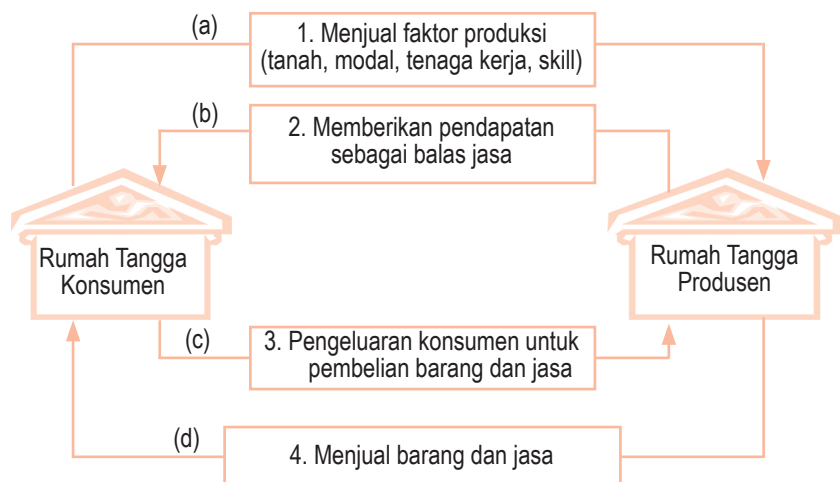 (a)
1. Menjual faktor produksi
(tanah, modal, tenaga kerja, skill)
(b)
2. Memberikan pendapatan
sebagai balas jasa
Rumah Tangga
Konsumen
Rumah Tangga
Produsen
(c)
3. Pengeluaran konsumen untuk
pembelian barang dan jasa
(d)
4. Menjual barang dan jasa